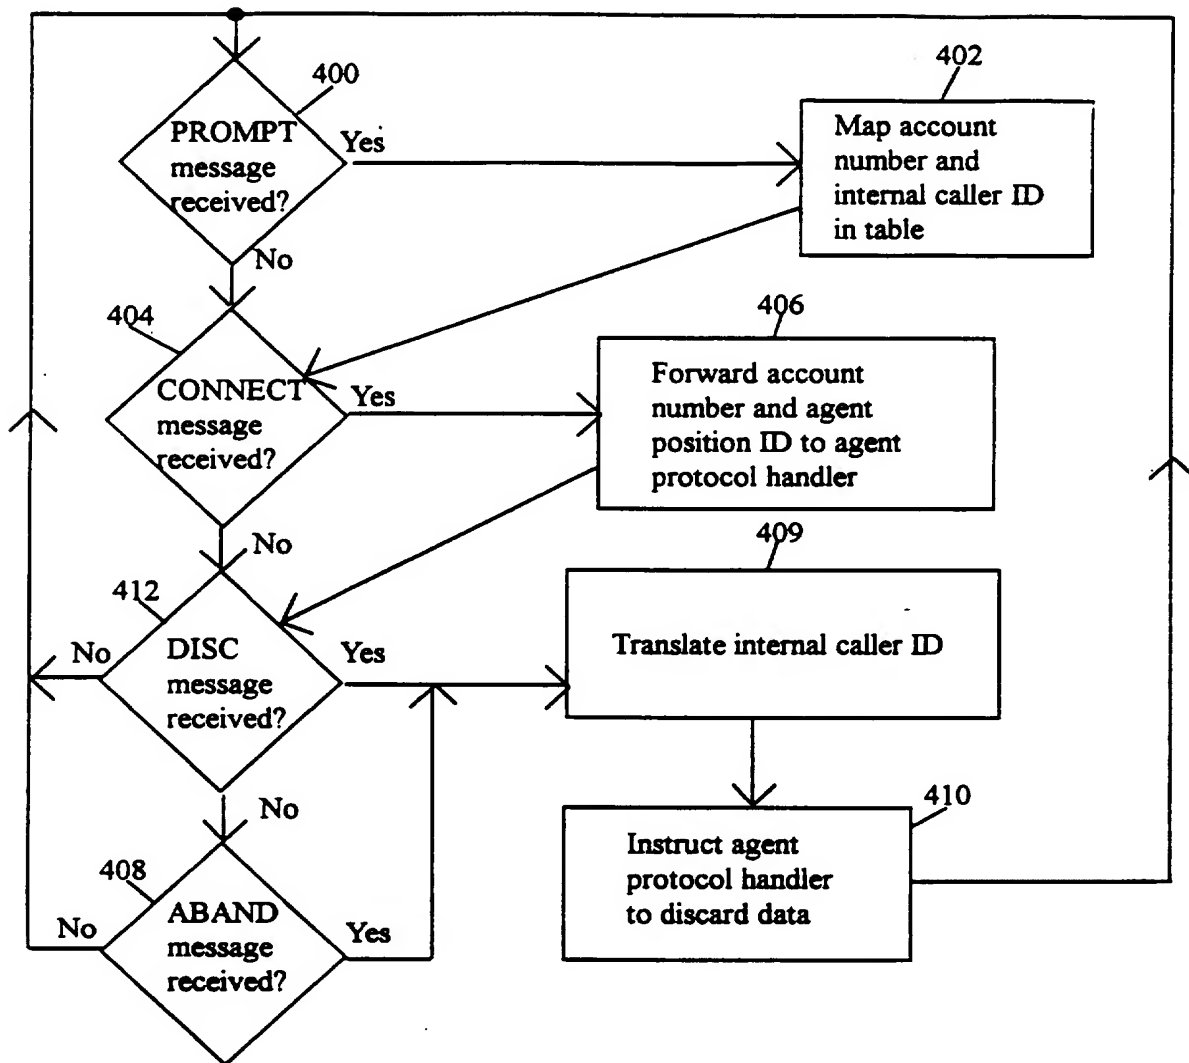 400
PROMPT
message
received?
Yes
No
402
Map account
number and
internal caller ID
in table
404
CONNECT
message
received?
Yes
No
406
Forward account
number and agent
position ID to agent
protocol handler
412
DISC
message
received?
No
Yes
No
409
Translate internal caller ID
408
ABAND
message
received?
No
Yes
410
Instruct agent
protocol handler
to discard data